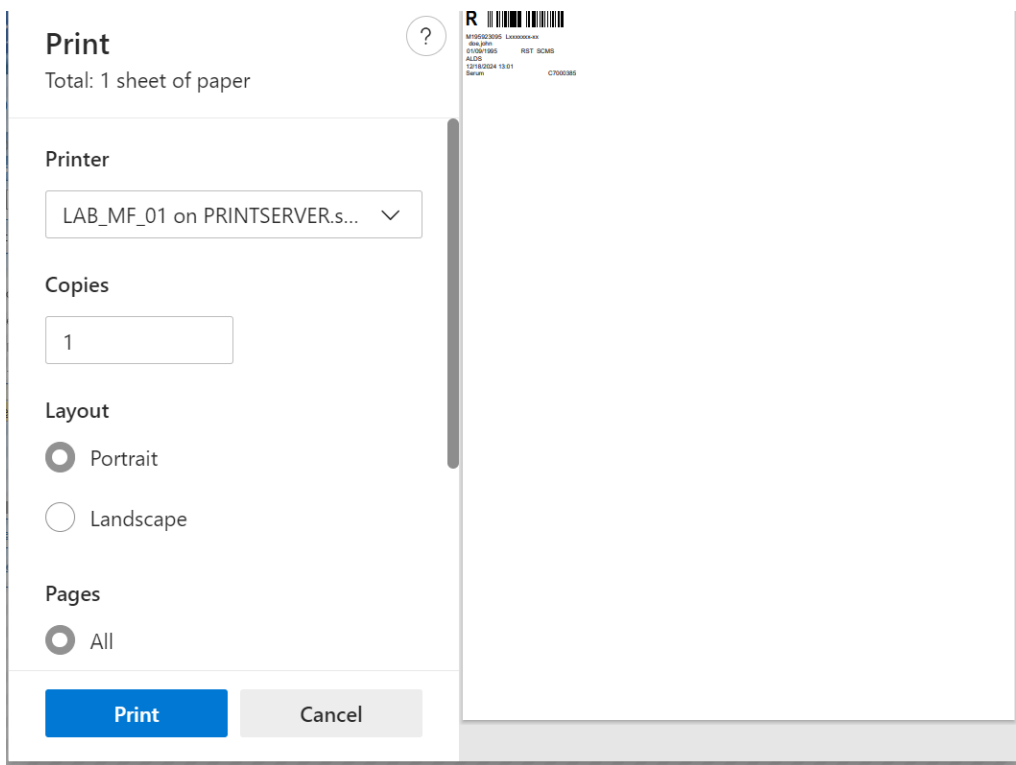 Print
?
Total: 1 sheet of paper
Printer
LAB_MF_01 on PRINTSERVER.s...
Copies
1
Layout
Portrait
Landscape
Pages
All
Print Cancel
R
M195923095 Lxxxxxxx-xx
doe,john
01/09/1995 RST SCMS
ALDS
12/18/2024 13:01
Serum C7000385